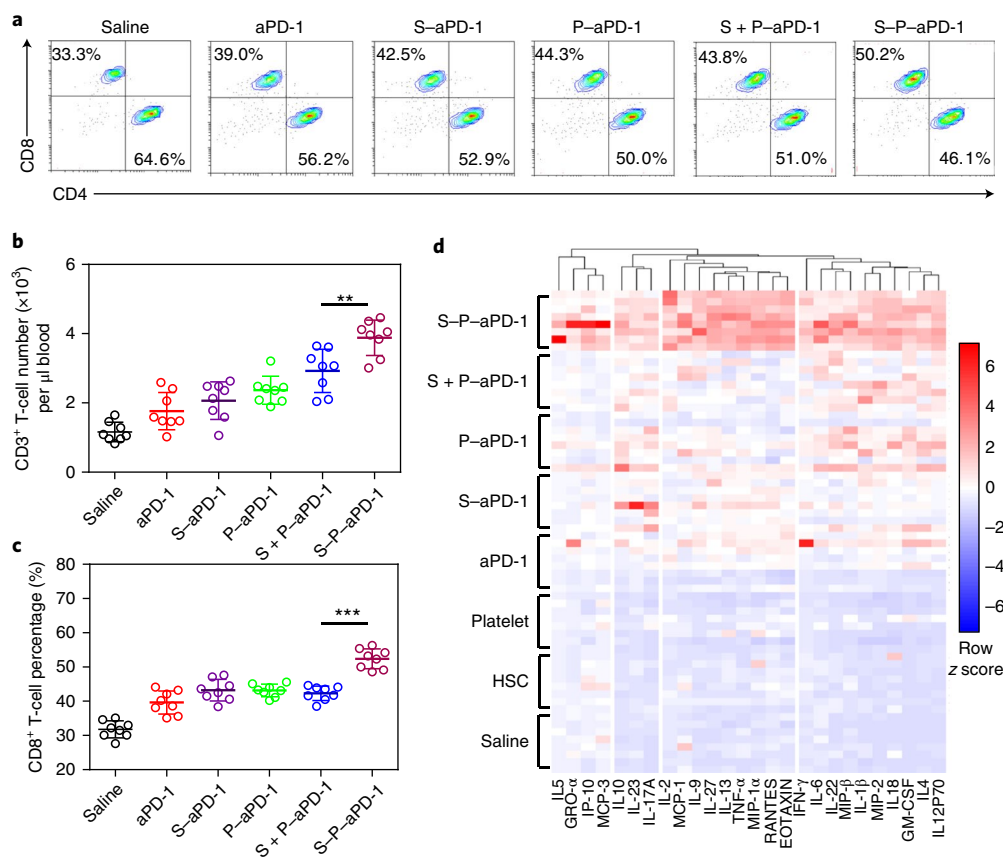 a
Saline
aPD-1
S–aPD-1
P–aPD-1
S + P–aPD-1
S–P–aPD-1
33.3%
39.0%
42.5%
44.3%
43.8%
50.2%
64.6%
56.2%
52.9%
50.0%
51.0%
46.1%
CD8
CD4
b
CD3⁺ T-cell number (×10³)
per µl blood
6
4
2
0
**
Saline
aPD-1
S–aPD-1
P–aPD-1
S + P–aPD-1
S–P–aPD-1
c
CD8⁺ T-cell percentage (%)
80
70
60
50
40
30
20
***
Saline
aPD-1
S–aPD-1
P–aPD-1
S + P–aPD-1
S–P–aPD-1
d
S–P–aPD-1
S + P–aPD-1
P–aPD-1
S–aPD-1
aPD-1
Platelet
HSC
Saline
IL5
GRO-α
IP-10
MCP-3
IL10
IL-23
IL-17A
IL-2
MCP-1
IL-9
IL-27
IL-13
TNF-α
MIP-1α
RANTES
EOTAXIN
IFN-γ
IL-6
IL-22
MIP-β
IL-1β
MIP-2
IL18
GM-CSF
IL4
IL12P70
6
4
2
0
–2
–4
–6
Row
z score